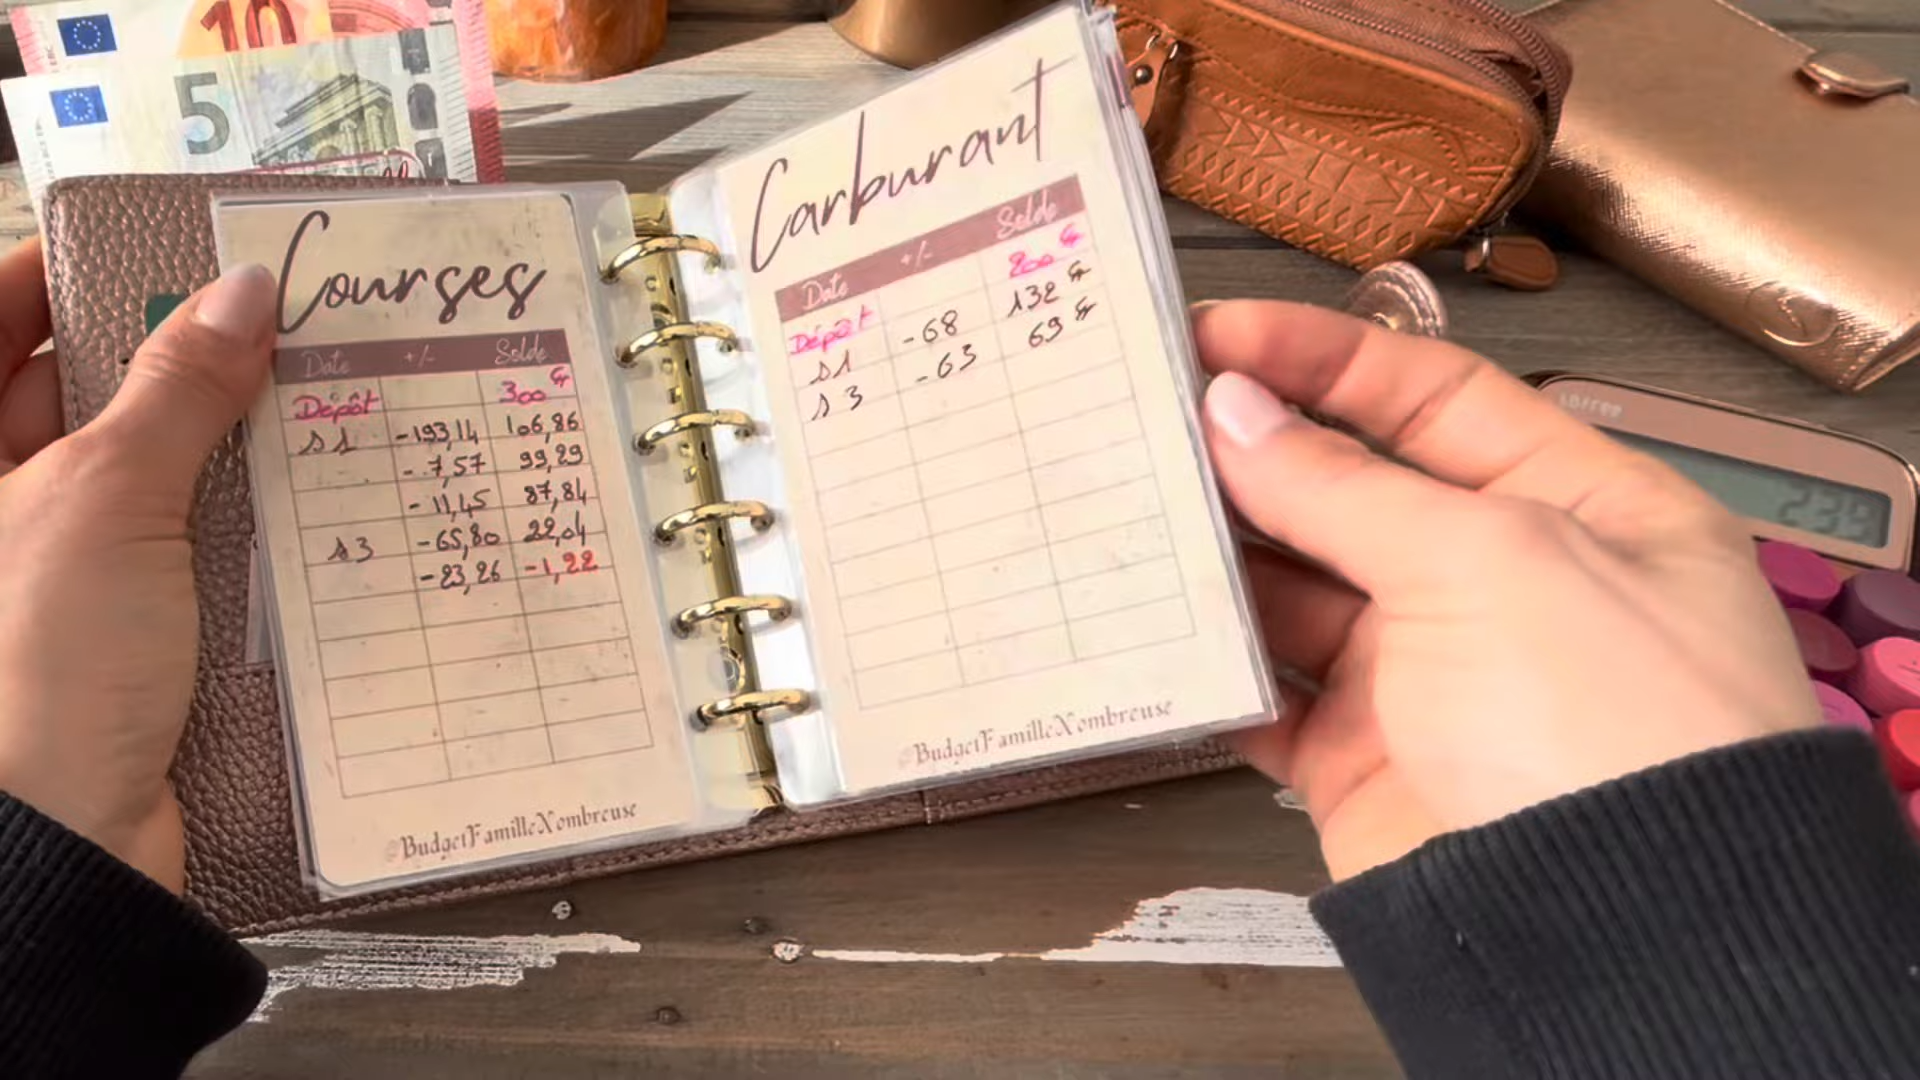 10
5
Courses
Date +/- Solde
Dépôt 300 €
S1 -193,14 106,86
-7,57 99,29
-11,45 87,84
S3 -65,80 22,04
-23,26 -1,22
@BudgetFamilleNombreuse
Carburant
Date +/- Solde
Dépôt 200 €
S1 -68 132 €
S3 -63 69 €
@BudgetFamilleNombreuse
239